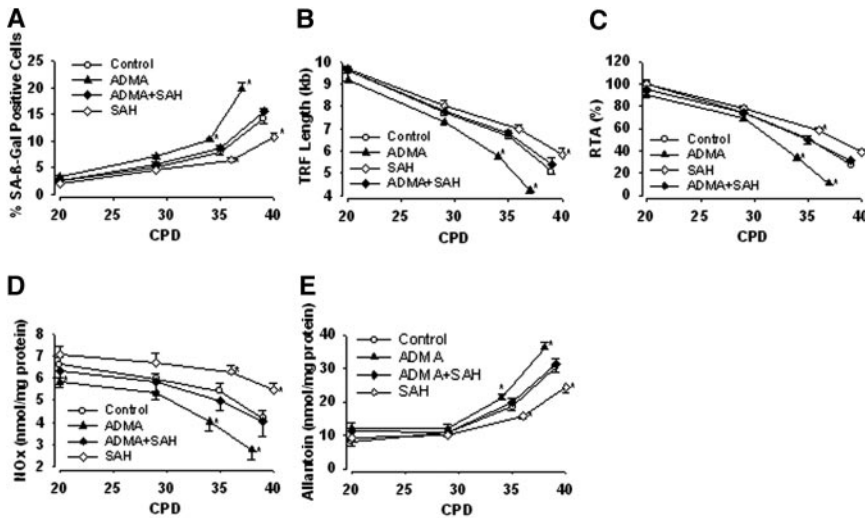 A
% SA-ß-Gal Positive Cells
25
20
15
10
5
0
Control
ADMA
ADMA+SAH
SAH
*
*
*
20 25 30 35 40
CPD
B
TRF Length (kb)
10
9
8
7
6
5
4
Control
ADMA
SAH
ADMA+SAH
*
*
*
*
20 25 30 35 40
CPD
C
RTA (%)
120
100
80
60
40
20
0
Control
ADMA
SAH
ADMA+SAH
*
*
*
*
20 25 30 35 40
CPD
D
NOx (nmol/mg protein)
8
7
6
5
4
3
2
Control
ADMA
ADMA+SAH
SAH
*
*
*
*
*
20 25 30 35 40
CPD
E
Allantoin (nmol/mg protein)
40
30
20
10
0
Control
ADMA
ADMA+SAH
SAH
*
*
*
*
20 25 30 35 40
CPD